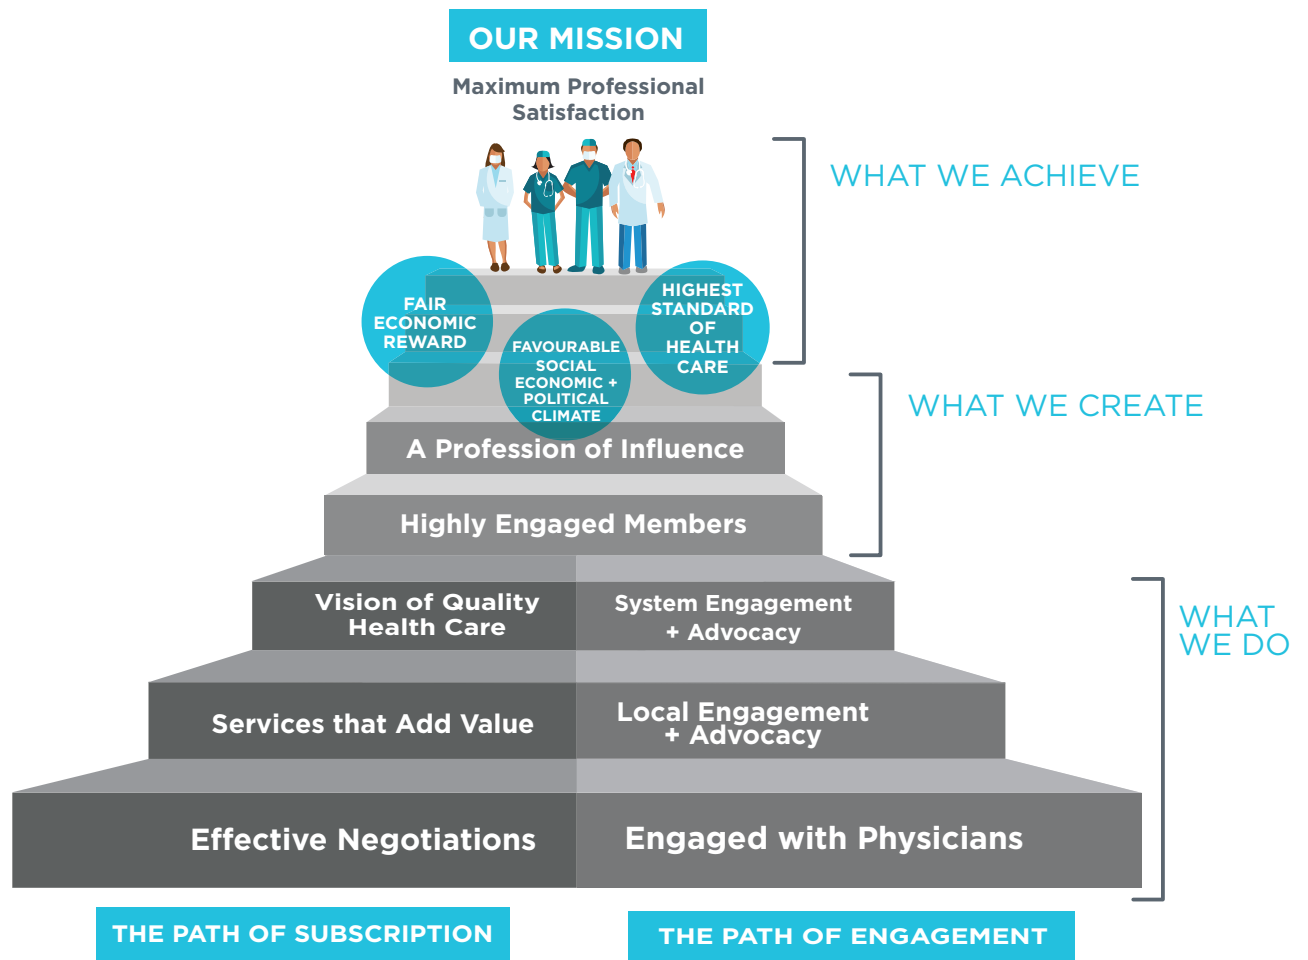 OUR MISSION
Maximum Professional
Satisfaction
WHAT WE ACHIEVE
FAIR
ECONOMIC
REWARD
FAVOURABLE
SOCIAL
ECONOMIC +
POLITICAL
CLIMATE
HIGHEST
STANDARD
OF
HEALTH
CARE
WHAT WE CREATE
A Profession of Influence
Highly Engaged Members
Vision of Quality
Health Care
System Engagement
+ Advocacy
WHAT
WE DO
Services that Add Value
Local Engagement
+ Advocacy
Effective Negotiations
Engaged with Physicians
THE PATH OF SUBSCRIPTION
THE PATH OF ENGAGEMENT